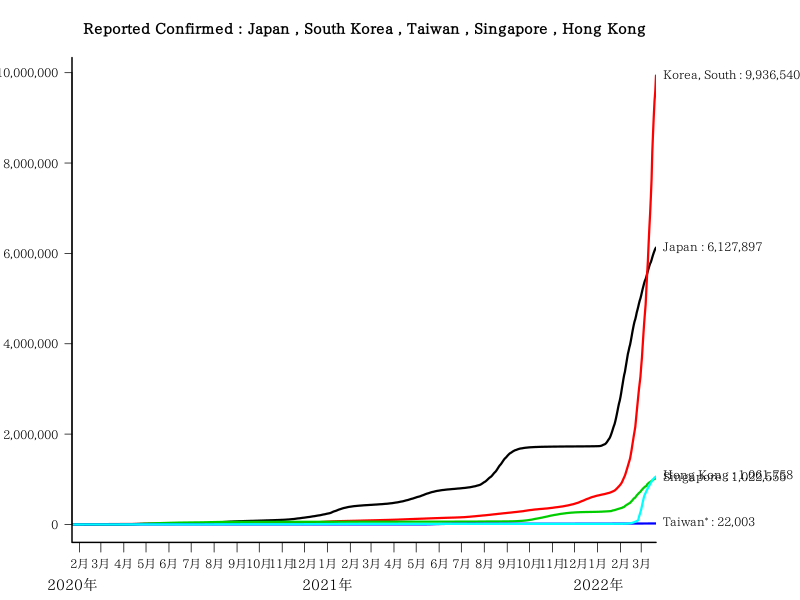 Reported Confirmed : Japan , South Korea , Taiwan , Singapore , Hong Kong
10,000,000
Korea, South : 9,936,540
8,000,000
6,000,000
Japan : 6,127,897
4,000,000
2,000,000
Hong Kong :
Singapore :
0
Taiwan* : 22,003
2月 3月 4月 5月 6月 7月 8月 9月 10月 11月 12月 1月 2月 3月 4月 5月 6月 7月 8月 9月 10月 11月 12月 1月 2月 3月
2020年 2021年 2022年